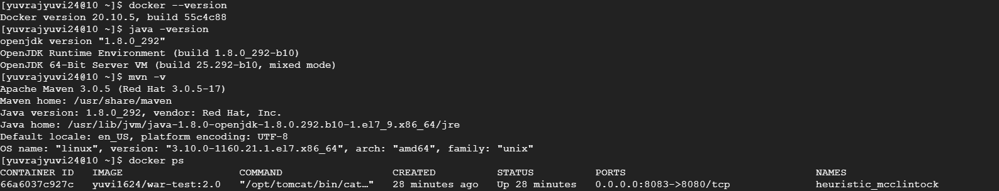 [yuvrajyuvi24@10 ~]$ docker --version
Docker version 20.10.5, build 55c4c88
[yuvrajyuvi24@10 ~]$ java -version
openjdk version "1.8.0_292"
OpenJDK Runtime Environment (build 1.8.0_292-b10)
OpenJDK 64-Bit Server VM (build 25.292-b10, mixed mode)
[yuvrajyuvi24@10 ~]$ mvn -v
Apache Maven 3.0.5 (Red Hat 3.0.5-17)
Maven home: /usr/share/maven
Java version: 1.8.0_292, vendor: Red Hat, Inc.
Java home: /usr/lib/jvm/java-1.8.0-openjdk-1.8.0.292.b10-1.el7_9.x86_64/jre
Default locale: en_US, platform encoding: UTF-8
OS name: "linux", version: "3.10.0-1160.21.1.el7.x86_64", arch: "amd64", family: "unix"
[yuvrajyuvi24@10 ~]$ docker ps
CONTAINER ID   IMAGE                   COMMAND                  CREATED          STATUS          PORTS                               NAMES
66a6037c927c   yuvi1624/war-test:2.0   "/opt/tomcat/bin/cat…"   28 minutes ago   Up 28 minutes   0.0.0.0:8083->8080/tcp              heuristic_mcclintock